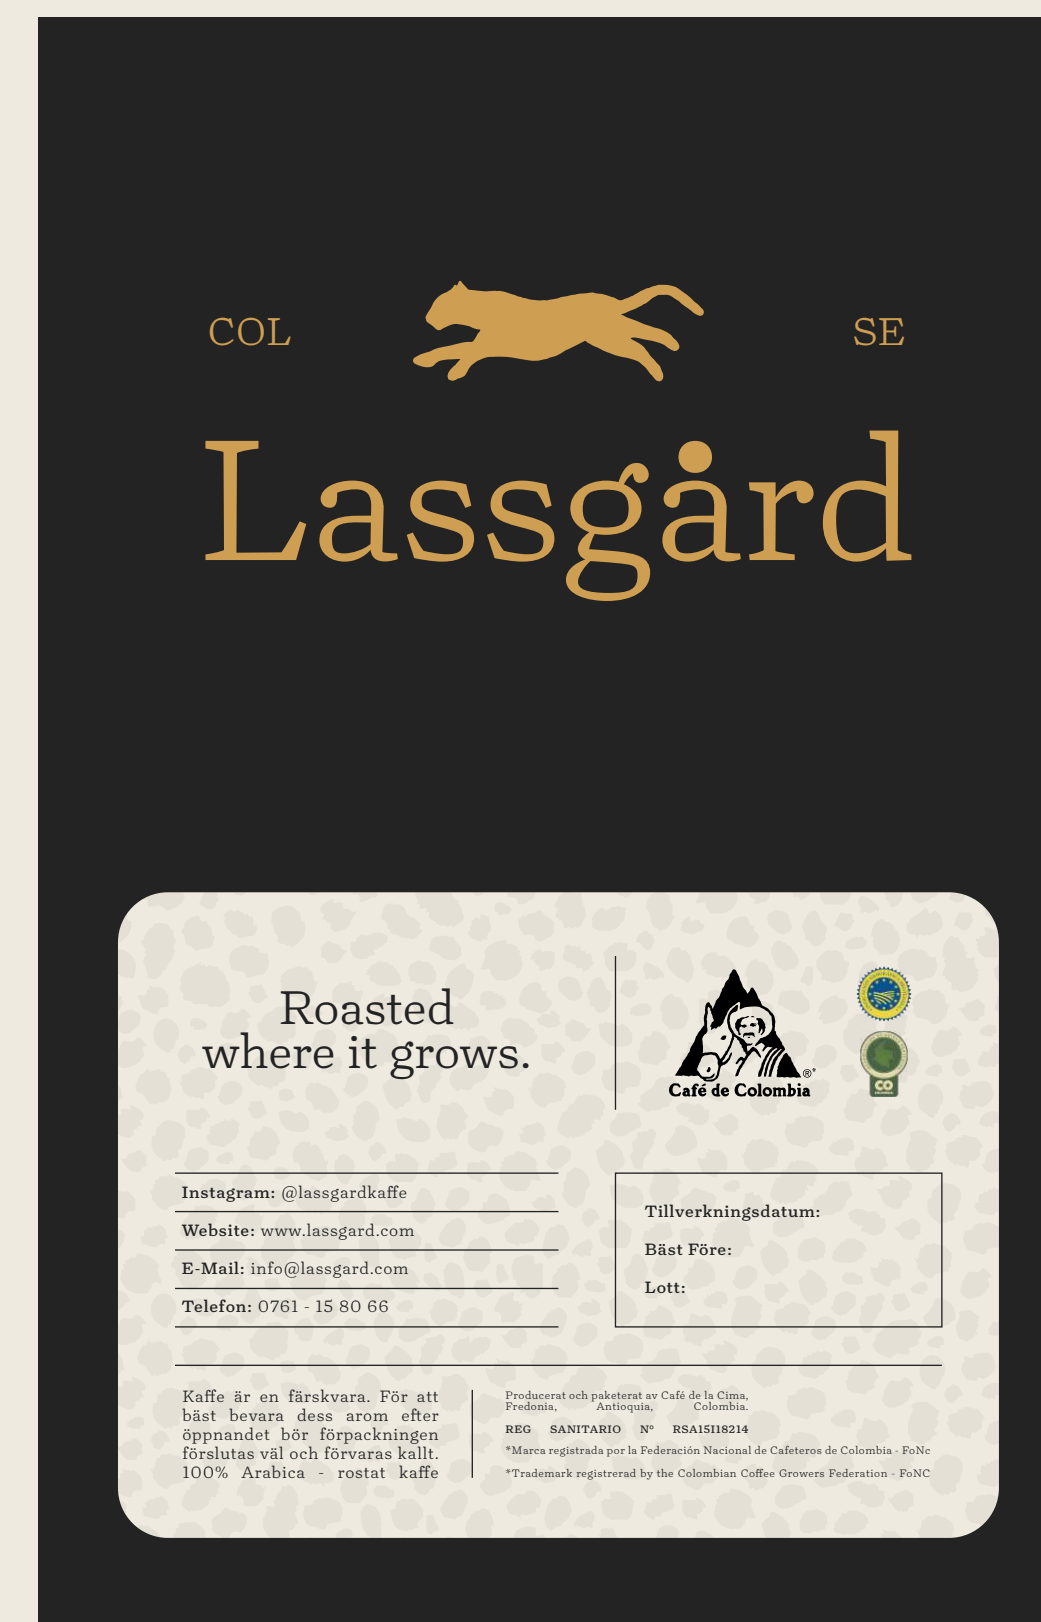 COL
SE
Lassgård
Roasted
where it grows.
Café de Colombia
®*
CO
Instagram: @lassgardkaffe
Website: www.lassgard.com
E-Mail: info@lassgard.com
Telefon: 0761 - 15 80 66
Tillverkningsdatum:
Bäst Före:
Lott:
Kaffe är en färskvara. För att
bäst bevara dess arom efter
öppnandet bör förpackningen
förslutas väl och förvaras kallt.
100% Arabica - rostat kaffe
Producerat och paketerat av Café de la Cima,
Fredonia, Antioquia, Colombia.
REG SANITARIO Nº RSA15I18214
*Marca registrada por la Federación Nacional de Cafeteros de Colombia - FoNc
*Trademark registrerad by the Colombian Coffee Growers Federation - FoNC